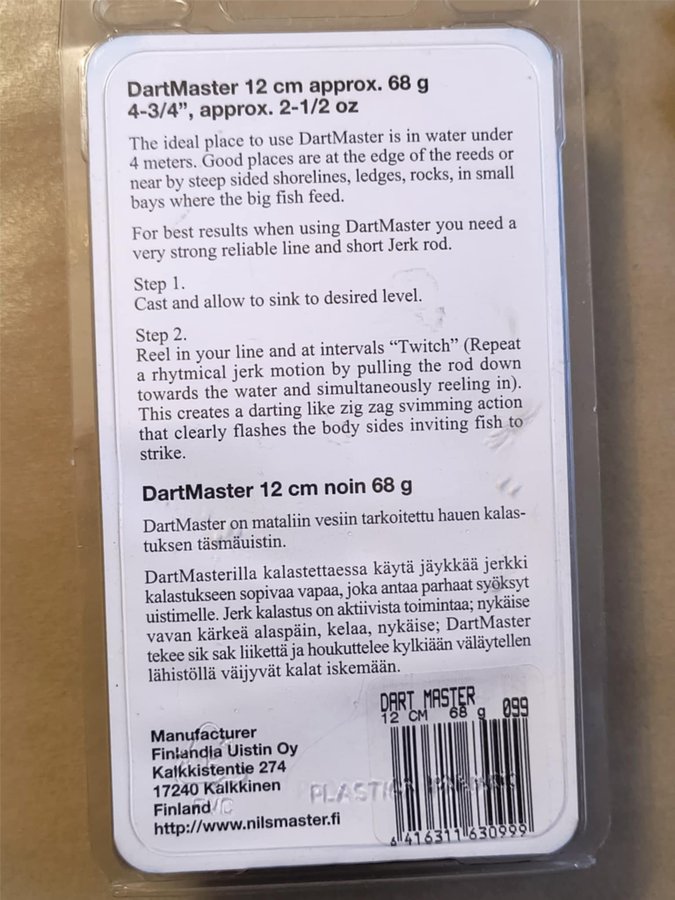 DartMaster 12 cm approx. 68 g
4-3/4”, approx. 2-1/2 oz
The ideal place to use DartMaster is in water under
4 meters. Good places are at the edge of the reeds or
near by steep sided shorelines, ledges, rocks, in small
bays where the big fish feed.
For best results when using DartMaster you need a
very strong reliable line and short Jerk rod.
Step 1.
Cast and allow to sink to desired level.
Step 2.
Reel in your line and at intervals “Twitch” (Repeat
a rhytmical jerk motion by pulling the rod down
towards the water and simultaneously reeling in).
This creates a darting like zig zag svimming action
that clearly flashes the body sides inviting fish to
strike.
DartMaster 12 cm noin 68 g
DartMaster on mataliin vesiin tarkoitettu hauen kalas-
tuksen täsmäuistin.
DartMasterilla kalastettaessa käytä jäykkää jerkki
kalastukseen sopivaa vapaa, joka antaa parhaat syöksyt
uistimelle. Jerk kalastus on aktiivista toimintaa; nykäise
vavan kärkeä alaspäin, kelaa, nykäise; DartMaster
tekee sik sak liikettä ja houkuttelee kylkiään väläytellen
lähistöllä väijyvät kalat iskemään.
Manufacturer
Finlandia Uistin Oy
Kalkkistentie 274
17240 Kalkkinen
Finland
http://www.nilsmaster.fi
PVC
PLASTIC
DART MASTER
12 CM 68 g 099
6 416311 630999